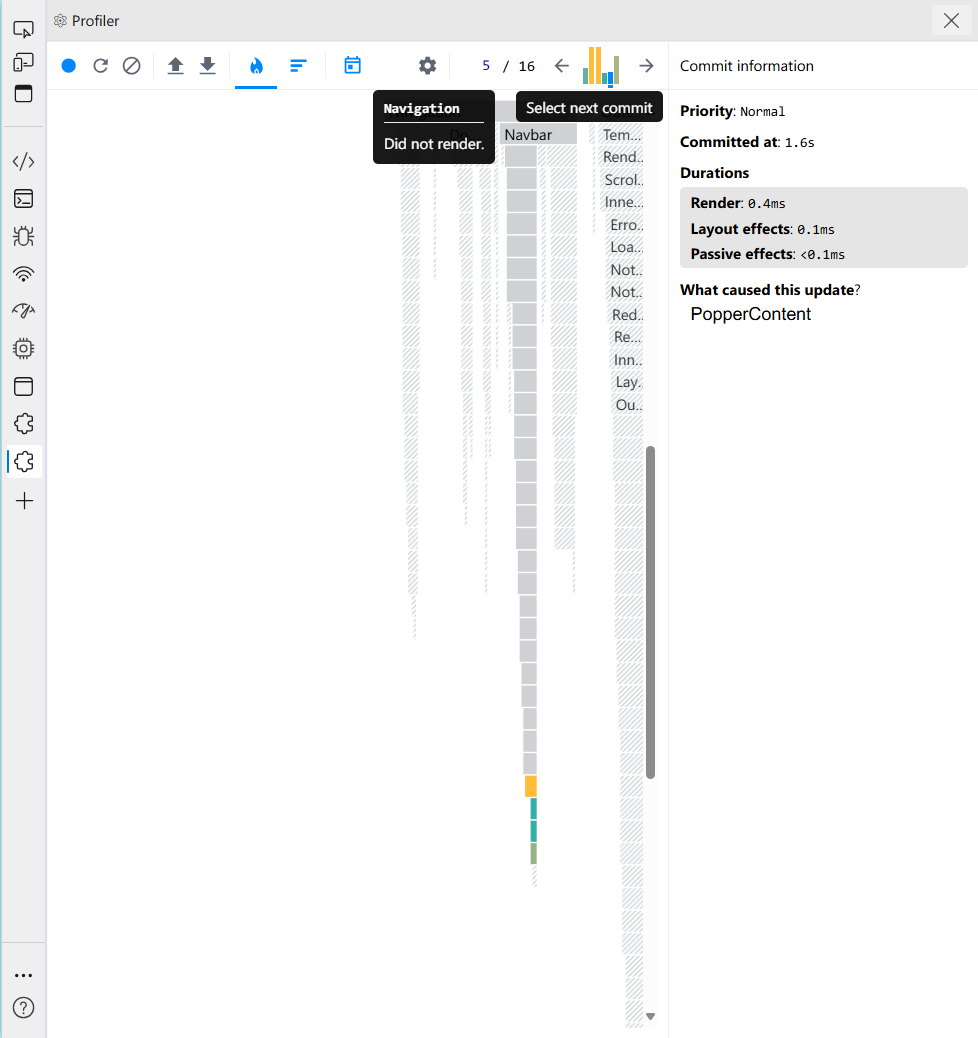 Profiler
5 / 16
Commit information
Navigation
Did not render.
Select next commit
Navbar
Tem...
Rend...
Scrol..
Inne...
Erro..
Loa...
Not..
Not..
Red..
Re...
Inn..
Lay.
Ou..
Priority: Normal
Committed at: 1.6s
Durations
Render: 0.4ms
Layout effects: 0.1ms
Passive effects: <0.1ms
What caused this update?
PopperContent